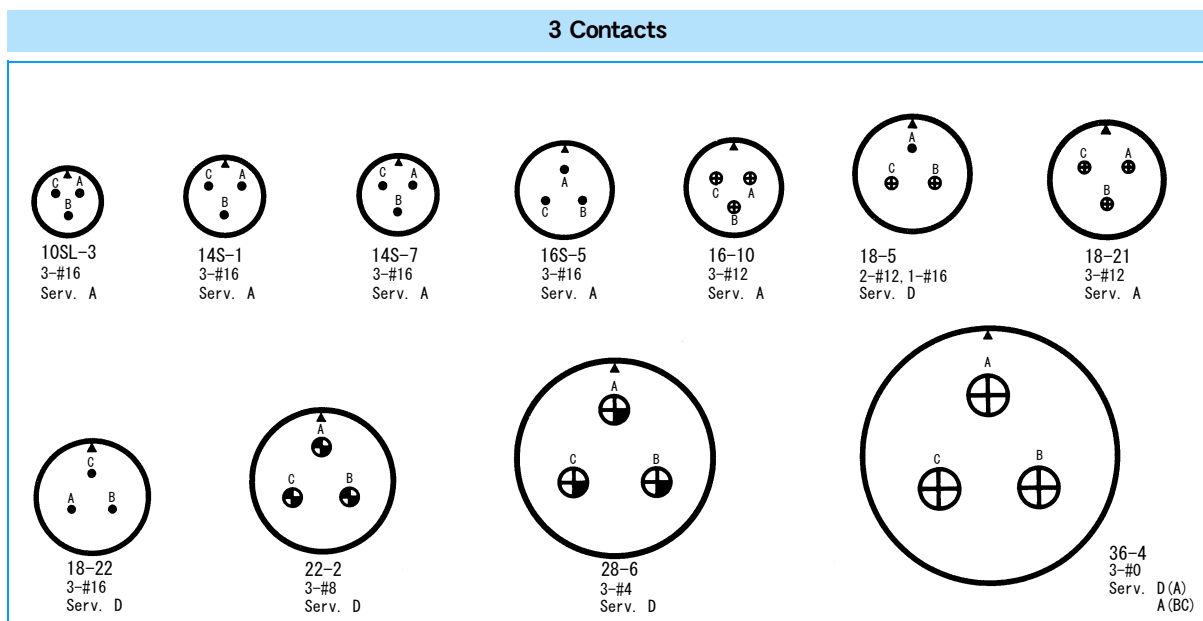 3 Contacts
A
C A
B
10SL-3
3-#16
Serv. A
C A
B
14S-1
3-#16
Serv. A
C A
B
14S-7
3-#16
Serv. A
A
C B
16S-5
3-#16
Serv. A
C A
B
16-10
3-#12
Serv. A
A
C B
18-5
2-#12, 1-#16
Serv. D
C A
B
18-21
3-#12
Serv. A
C
A B
18-22
3-#16
Serv. D
A
C B
22-2
3-#8
Serv. D
A
C B
28-6
3-#4
Serv. D
A
C B
36-4
3-#0
Serv. D(A)
A(BC)